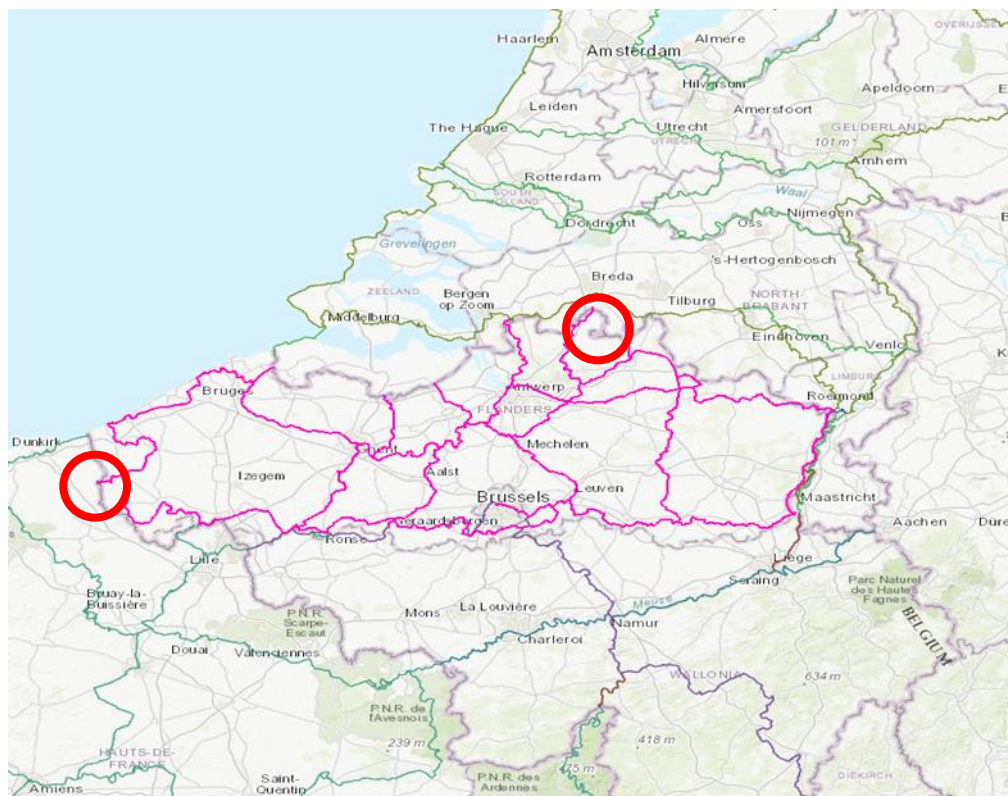 OVERIJSSEL
Haarlem
Almere
Amsterdam
Hilversum
Apeldoorn
Leiden
Amersfoort
The Hague
Utrecht
GELDERLAND
UTRECHT
101 m
Arnhem
Rotterdam
SOUTH
HOLLAND
Waal
Nijmegen
Dordrecht
Oss
Grevelingen
's-Hertogenbosch
Breda
ZEELAND
Bergen
op Zoom
Tilburg
NORTH
BRABANT
Middelburg
Eindhoven
Venlo
LIMBURG
Bruges
Antwerp
Roermond
FLANDERS
Dunkirk
Ghent
Mechelen
Izegem
Aalst
Brussels
Leuven
Maastricht
Geraardsbergen
Aachen
Ronse
Lille
Liège
Seraing
Bruay-la-
Buissière
Meuse
Parc Naturel
des Hautes
Fagnes
P.N.R.
Scarpe-
Escaut
Mons
La Louvière
Namur
Charleroi
BELGIUM
Douai
Valenciennes
WALLONIA
634 m
P.N.R. de
l'Avesnois
239 m
418 m
HAUTS-DE-
FRANCE
475 m
P.N.R. des
Ardennes
DIEKIRCH
Saint-
Quentin
Amiens